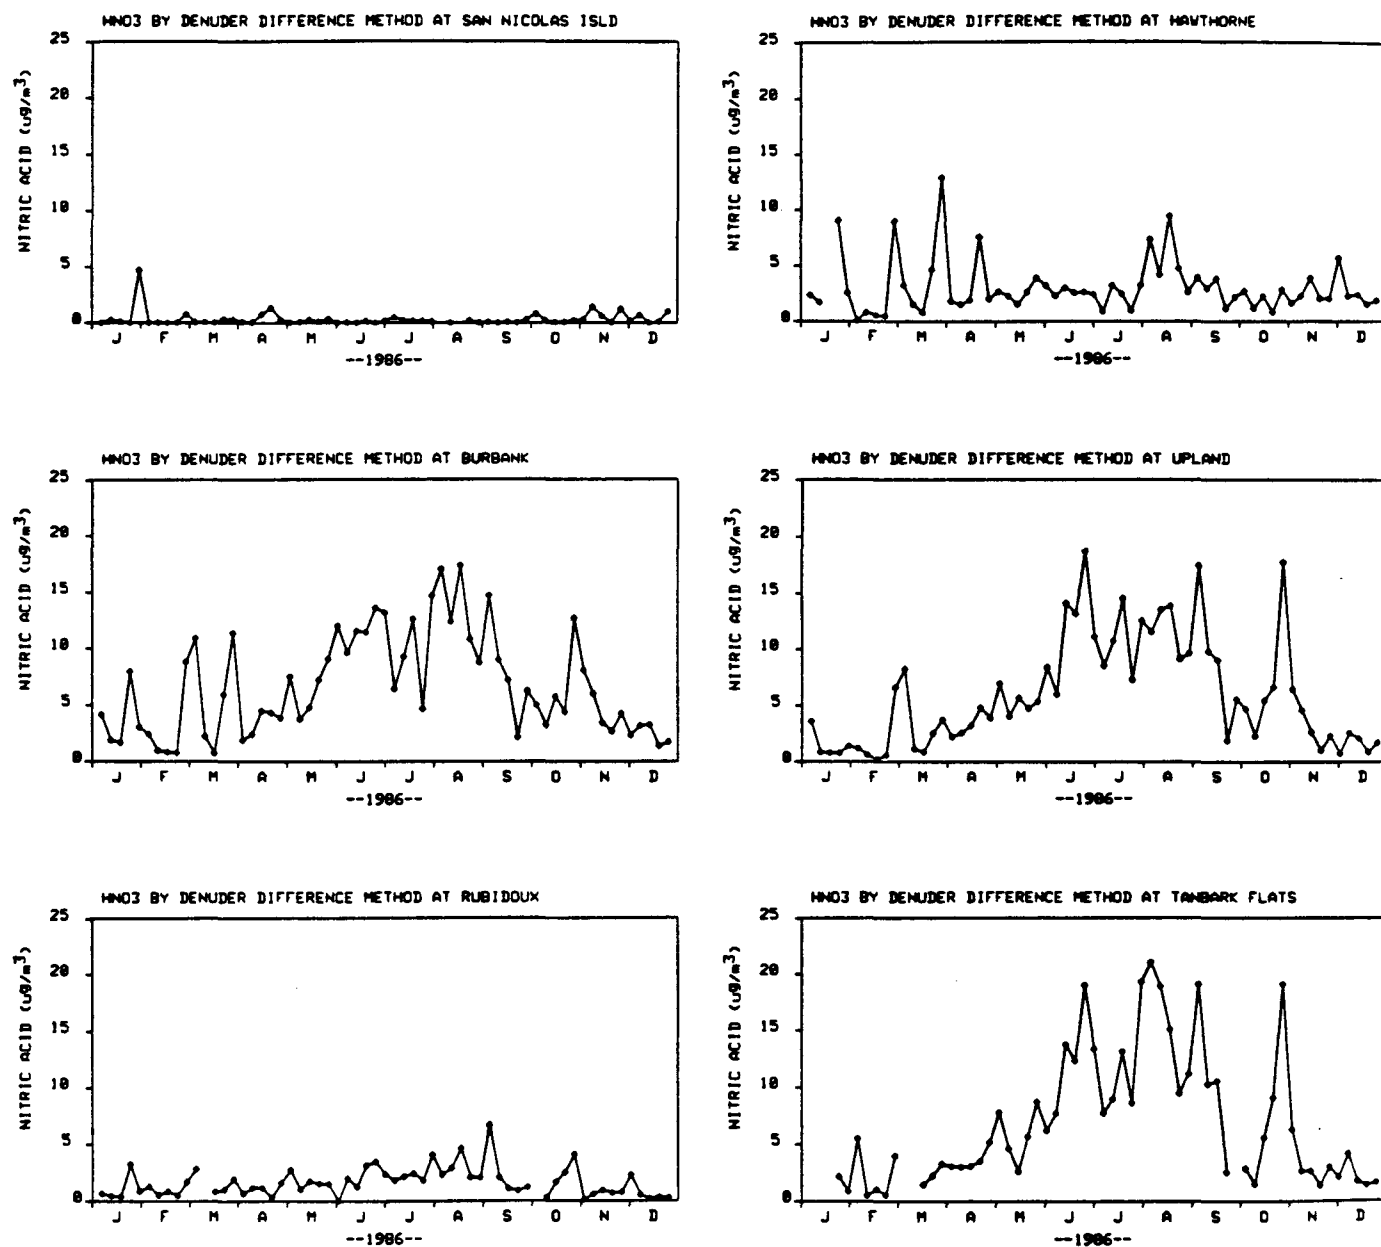 HNO3 BY DENUDER DIFFERENCE METHOD AT SAN NICOLAS ISLD
NITRIC ACID (ug/m3)
25
20
15
10
5
0
J F M A M J J A S O N D
--1986--
HNO3 BY DENUDER DIFFERENCE METHOD AT HAWTHORNE
NITRIC ACID (ug/m3)
25
20
15
10
5
0
J F M A M J J A S O N D
--1986--
HNO3 BY DENUDER DIFFERENCE METHOD AT BURBANK
NITRIC ACID (ug/m3)
25
20
15
10
5
0
J F M A M J J A S O N D
--1986--
HNO3 BY DENUDER DIFFERENCE METHOD AT UPLAND
NITRIC ACID (ug/m3)
25
20
15
10
5
0
J F M A M J J A S O N D
--1986--
HNO3 BY DENUDER DIFFERENCE METHOD AT RUBIDOUX
NITRIC ACID (ug/m3)
25
20
15
10
5
0
J F M A M J J A S O N D
--1986--
HNO3 BY DENUDER DIFFERENCE METHOD AT TANBARK FLATS
NITRIC ACID (ug/m3)
25
20
15
10
5
0
J F M A M J J A S O N D
--1986--